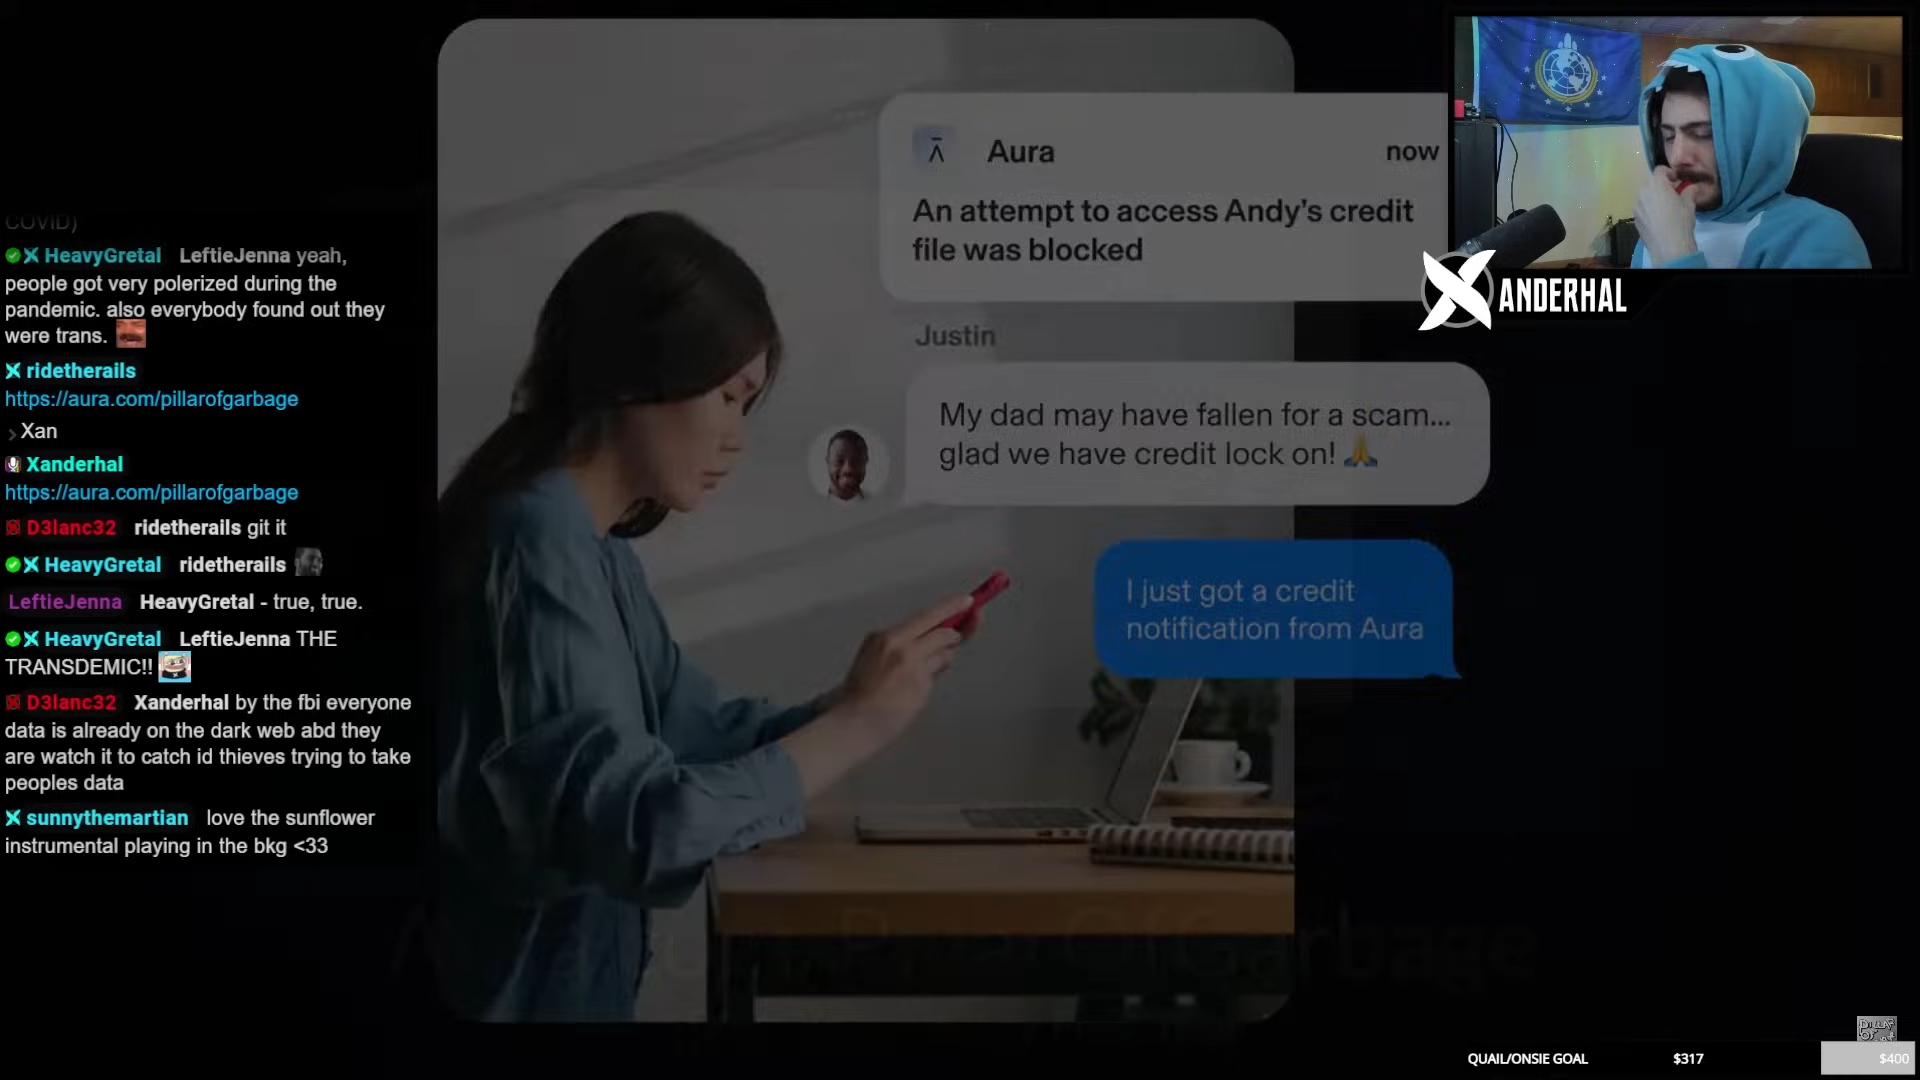 COVID)
HeavyGretal LeftieJenna yeah,
people got very polerized during the
pandemic. also everybody found out they
were trans.
ridetherails
https://aura.com/pillarofgarbage
Xan
Xanderhal
https://aura.com/pillarofgarbage
D3lanc32 ridetherails git it
HeavyGretal ridetherails
LeftieJenna HeavyGretal - true, true.
HeavyGretal LeftieJenna THE
TRANSDEMIC!!
D3lanc32 Xanderhal by the fbi everyone
data is already on the dark web abd they
are watch it to catch id thieves trying to take
peoples data
sunnythemartian love the sunflower
instrumental playing in the bkg <33
Aura now
An attempt to access Andy's credit
file was blocked
Justin
My dad may have fallen for a scam...
glad we have credit lock on! 🙏
I just got a credit
notification from Aura
XANDERHAL
QUAIL/ONSIE GOAL $317 $400